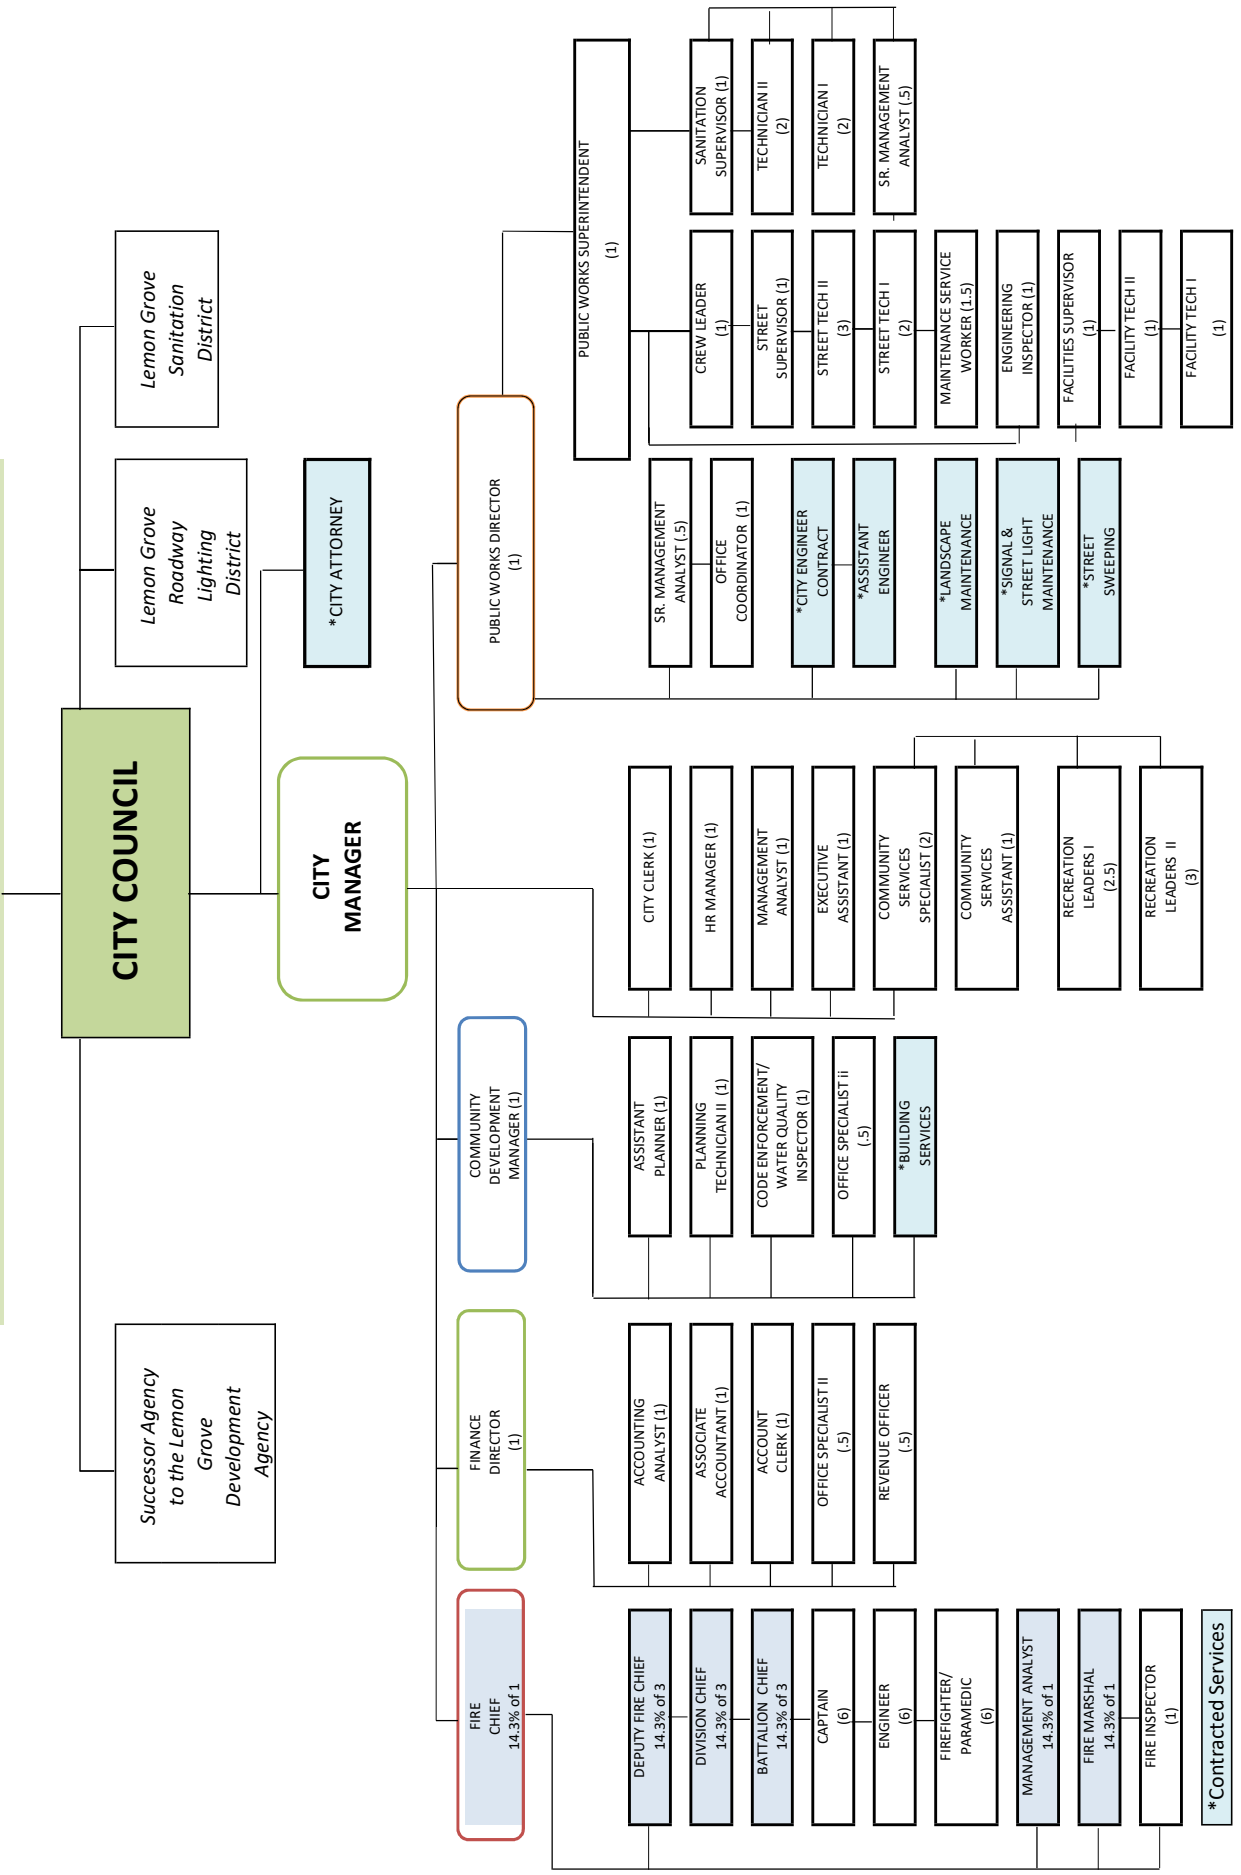 CITY COUNCIL
Successor Agency
to the Lemon
Grove
Development
Agency
Lemon Grove
Roadway
Lighting
District
Lemon Grove
Sanitation
District
*CITY ATTORNEY
CITY
MANAGER
FIRE
CHIEF
14.3% of 1
FINANCE
DIRECTOR
(1)
COMMUNITY
DEVELOPMENT
MANAGER (1)
PUBLIC WORKS DIRECTOR
(1)
PUBLIC WORKS SUPERINTENDENT
(1)
DEPUTY FIRE CHIEF
14.3% of 3
DIVISION CHIEF
14.3% of 3
BATTALION CHIEF
14.3% of 3
CAPTAIN
(6)
ENGINEER
(6)
FIREFIGHTER/
PARAMEDIC
(6)
MANAGEMENT ANALYST
14.3% of 1
FIRE MARSHAL
14.3% of 1
FIRE INSPECTOR
(1)
ACCOUNTING
ANALYST (1)
ASSOCIATE
ACCOUNTANT (1)
ACCOUNT
CLERK (1)
OFFICE SPECIALIST II
(.5)
REVENUE OFFICER
(.5)
ASSISTANT
PLANNER (1)
PLANNING
TECHNICIAN II (1)
CODE ENFORCEMENT/
WATER QUALITY
INSPECTOR (1)
OFFICE SPECIALIST ii
(.5)
*BUILDING
SERVICES
CITY CLERK (1)
HR MANAGER (1)
MANAGEMENT
ANALYST (1)
EXECUTIVE
ASSISTANT (1)
COMMUNITY
SERVICES
SPECIALIST (2)
COMMUNITY
SERVICES
ASSISTANT (1)
RECREATION
LEADERS I
(2.5)
RECREATION
LEADERS II
(3)
SR. MANAGEMENT
ANALYST (.5)
OFFICE
COORDINATOR (1)
*CITY ENGINEER
CONTRACT
*ASSISTANT
ENGINEER
*LANDSCAPE
MAINTENANCE
*SIGNAL &
STREET LIGHT
MAINTENANCE
*STREET
SWEEPING
CREW LEADER
(1)
STREET
SUPERVISOR (1)
STREET TECH II
(3)
STREET TECH I
(2)
MAINTENANCE SERVICE
WORKER (1.5)
ENGINEERING
INSPECTOR (1)
FACILITIES SUPERVISOR
(1)
FACILITY TECH II
(1)
FACILITY TECH I
(1)
SANITATION
SUPERVISOR (1)
TECHNICIAN II
(2)
TECHNICIAN I
(2)
SR. MANAGEMENT
ANALYST (.5)
*Contracted Services